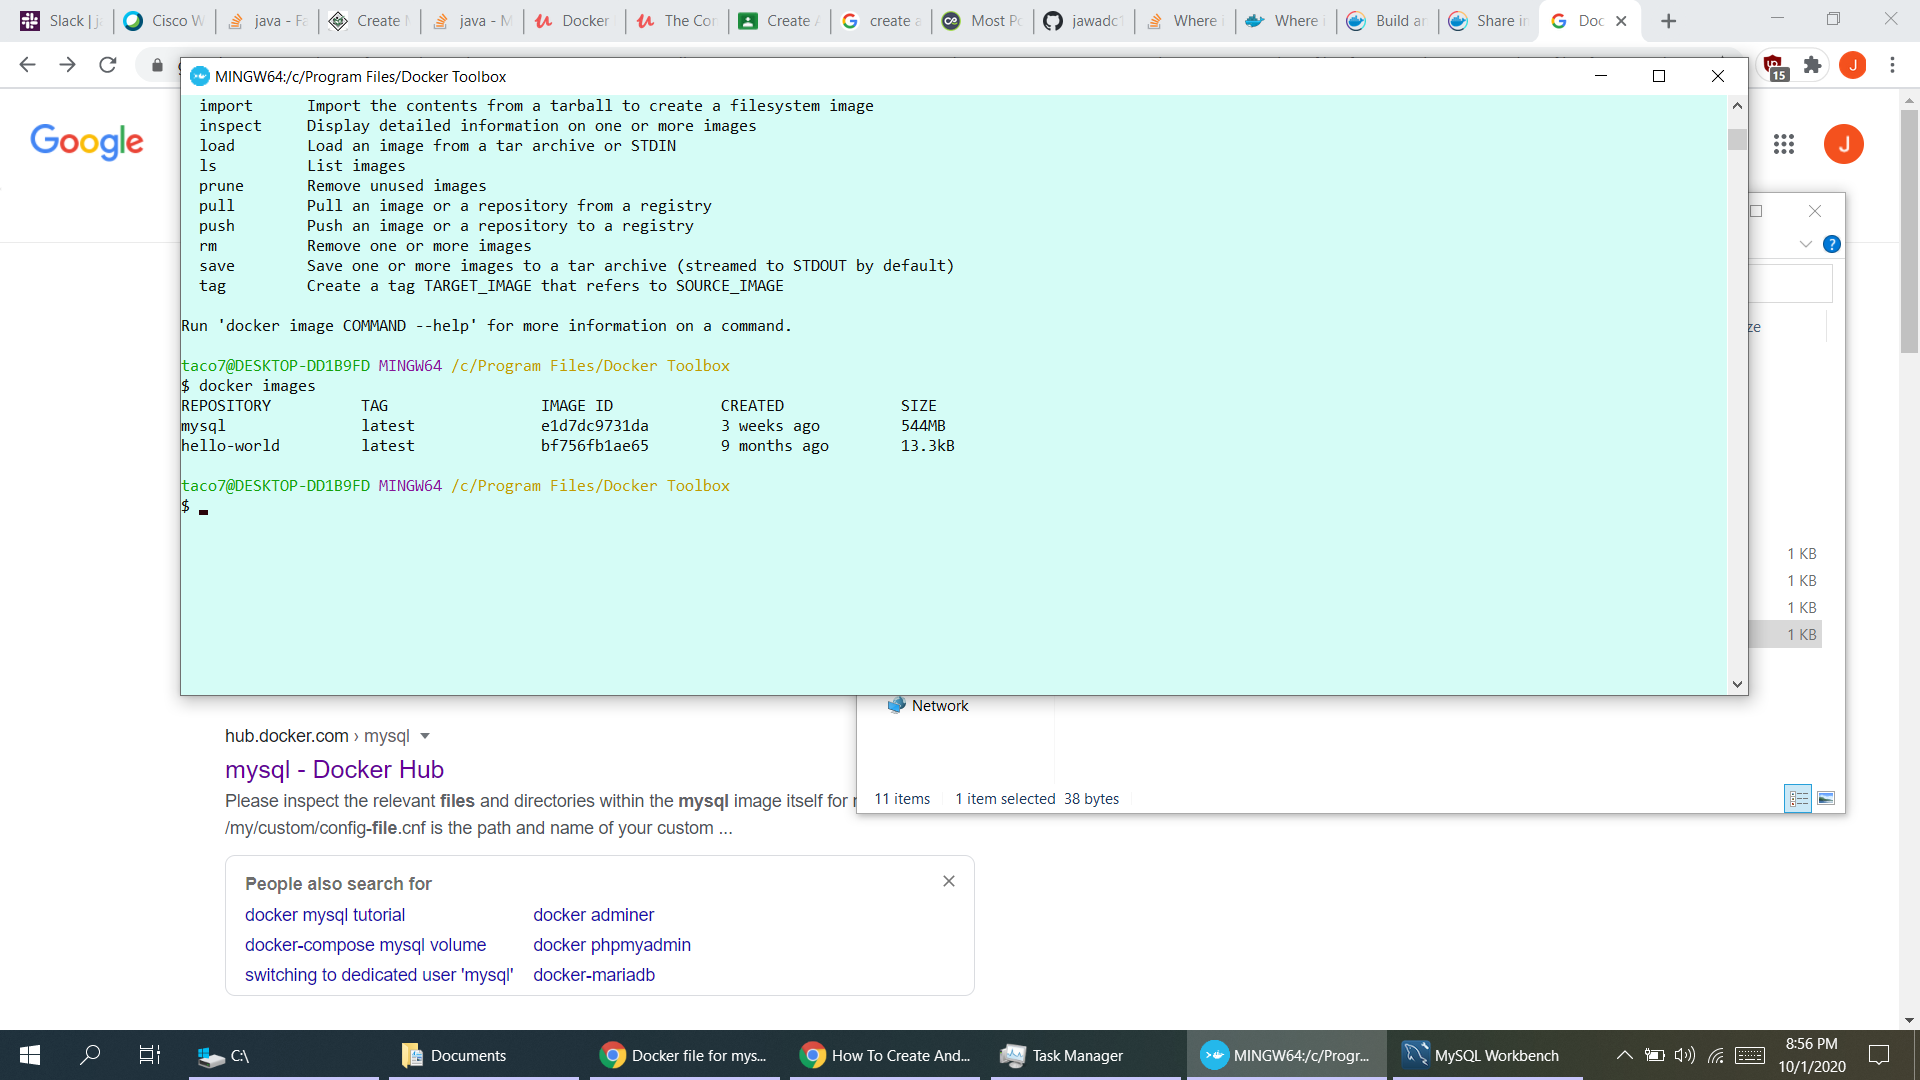 Slack | j
Cisco W
java - Fa
Create M
java - M
Docker
The Con
Create A
create a
Most Po
jawadc1
Where i
Where i
Build an
Share in
Doc
15
J
MINGW64:/c/Program Files/Docker Toolbox
Google
J
import Import the contents from a tarball to create a filesystem image
inspect Display detailed information on one or more images
load Load an image from a tar archive or STDIN
ls List images
prune Remove unused images
pull Pull an image or a repository from a registry
push Push an image or a repository to a registry
rm Remove one or more images
save Save one or more images to a tar archive (streamed to STDOUT by default)
tag Create a tag TARGET_IMAGE that refers to SOURCE_IMAGE
Run 'docker image COMMAND --help' for more information on a command.
taco7@DESKTOP-DD1B9FD MINGW64 /c/Program Files/Docker Toolbox
$ docker images
REPOSITORY TAG IMAGE ID CREATED SIZE
mysql latest e1d7dc9731da 3 weeks ago 544MB
hello-world latest bf756fb1ae65 9 months ago 13.3kB
taco7@DESKTOP-DD1B9FD MINGW64 /c/Program Files/Docker Toolbox
$
ze
1 KB
1 KB
1 KB
1 KB
Network
11 items 1 item selected 38 bytes
hub.docker.com › mysql
mysql - Docker Hub
Please inspect the relevant files and directories within the mysql image itself for
/my/custom/config-file.cnf is the path and name of your custom ...
People also search for
docker mysql tutorial
docker adminer
docker-compose mysql volume
docker phpmyadmin
switching to dedicated user 'mysql'
docker-mariadb
C:\
Documents
Docker file for mys...
How To Create And...
Task Manager
MINGW64:/c/Progr...
MySQL Workbench
8:56 PM
10/1/2020